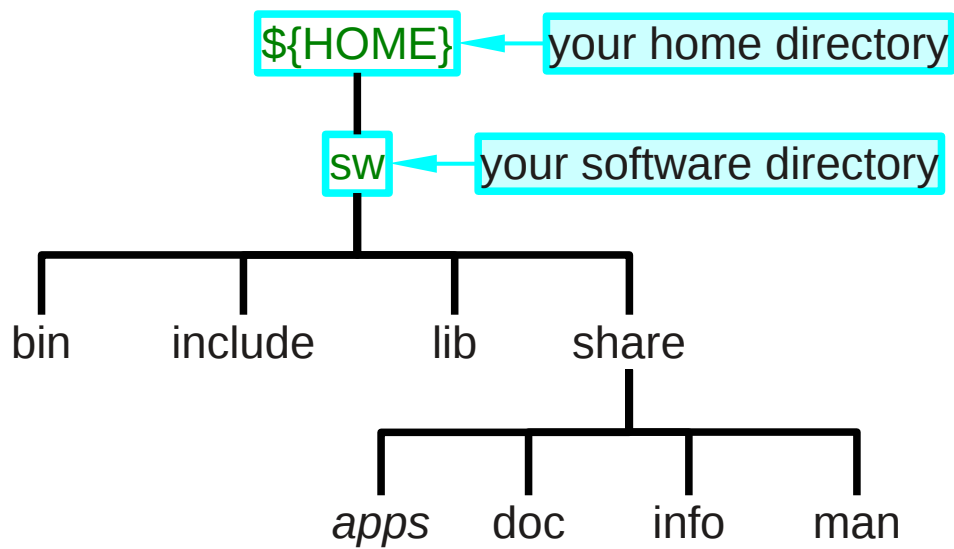 ${HOME} your home directory
sw your software directory
bin include lib share
apps doc info man